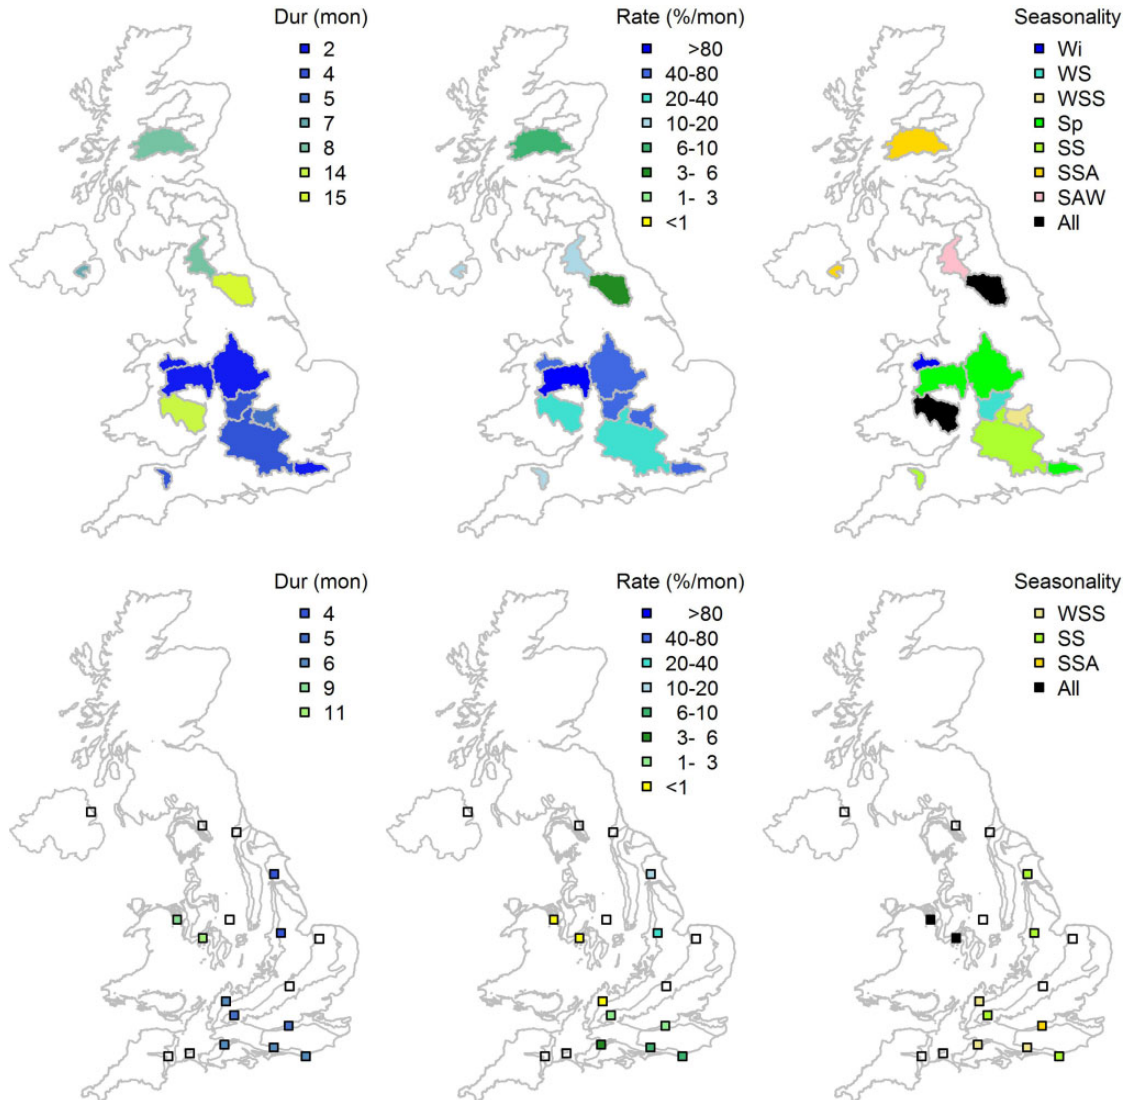 Dur (mon)
2
4
5
7
8
14
15
Rate (%/mon)
>80
40-80
20-40
10-20
6-10
3- 6
1- 3
<1
Seasonality
Wi
WS
WSS
Sp
SS
SSA
SAW
All
Dur (mon)
4
5
6
9
11
Rate (%/mon)
>80
40-80
20-40
10-20
6-10
3- 6
1- 3
<1
Seasonality
WSS
SS
SSA
All